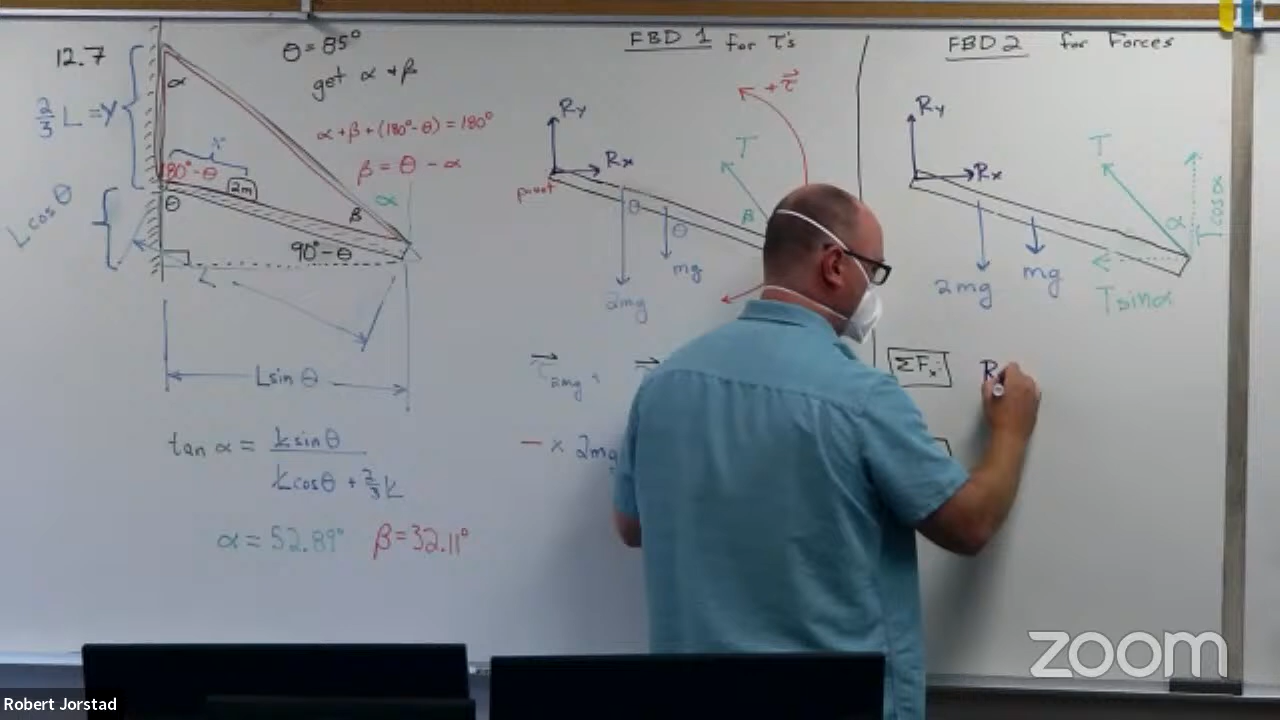 12.7
θ = 85°
get α + β
2/3 L = Y
α
α + β + (180° - θ) = 180°
β = θ - α
180° - θ
x
2m
θ
β
α
L cos θ
90° - θ
L
L sin θ
tan α = L sin θ / L cos θ + 2/3 L
α = 52.89° β = 32.11°
FBD 1 for τ's
+ τ
Ry
Rx
T
pivot
θ
θ
β
2mg
mg
τ2mg
- x 2mg
FBD 2 for Forces
Ry
Rx
T
α
T cos α
2mg
mg
T sin α
ΣFx: R
zoom
Robert Jorstad